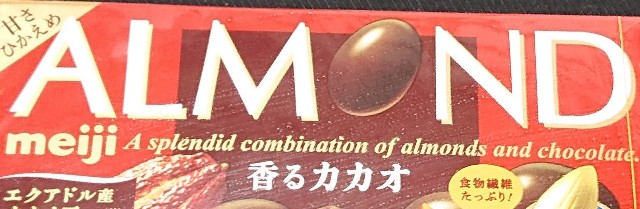 甘さ
ひかえめ
ALMOND
meiji A splendid combination of almonds and chocolate.
香るカカオ
エクアドル産
食物繊維
たっぷり!